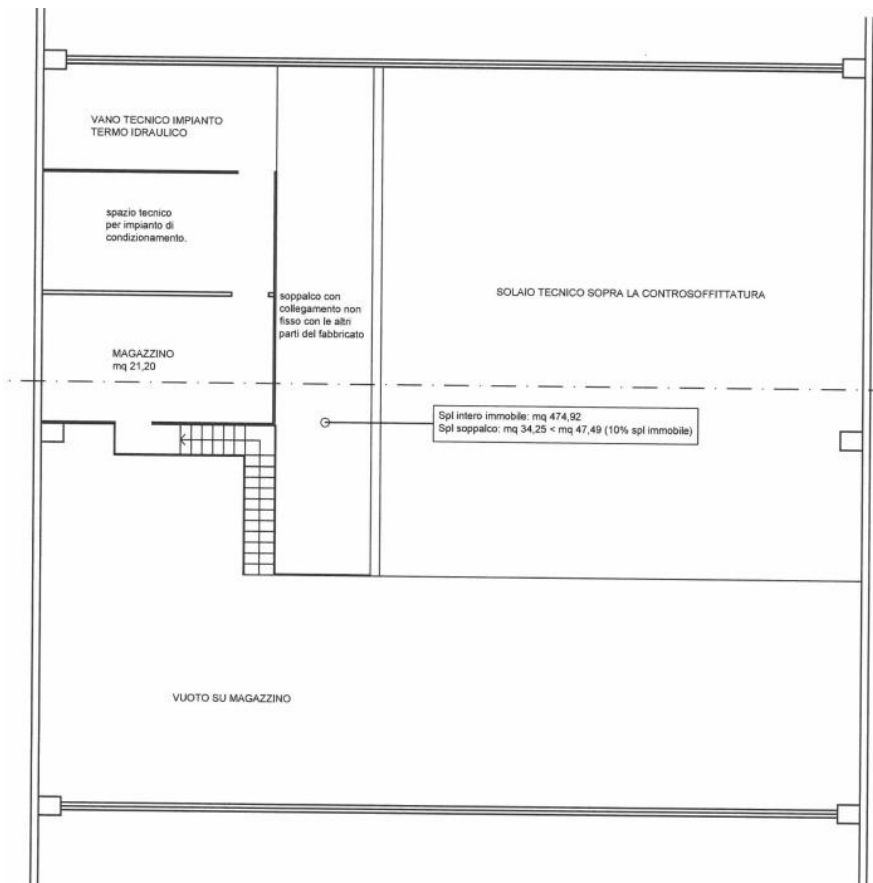 VANO TECNICO IMPIANTO
TERMO IDRAULICO
spazio tecnico
per impianto di
condizionamento.
soppalco con
collegamento non
fisso con le altri
parti del fabbricato
SOLAIO TECNICO SOPRA LA CONTROSOFFITTATURA
MAGAZZINO
mq 21,20
Spl intero immobile: mq 474,92
Spl soppalco: mq 34,25 < mq 47,49 (10% spl immobile)
VUOTO SU MAGAZZINO